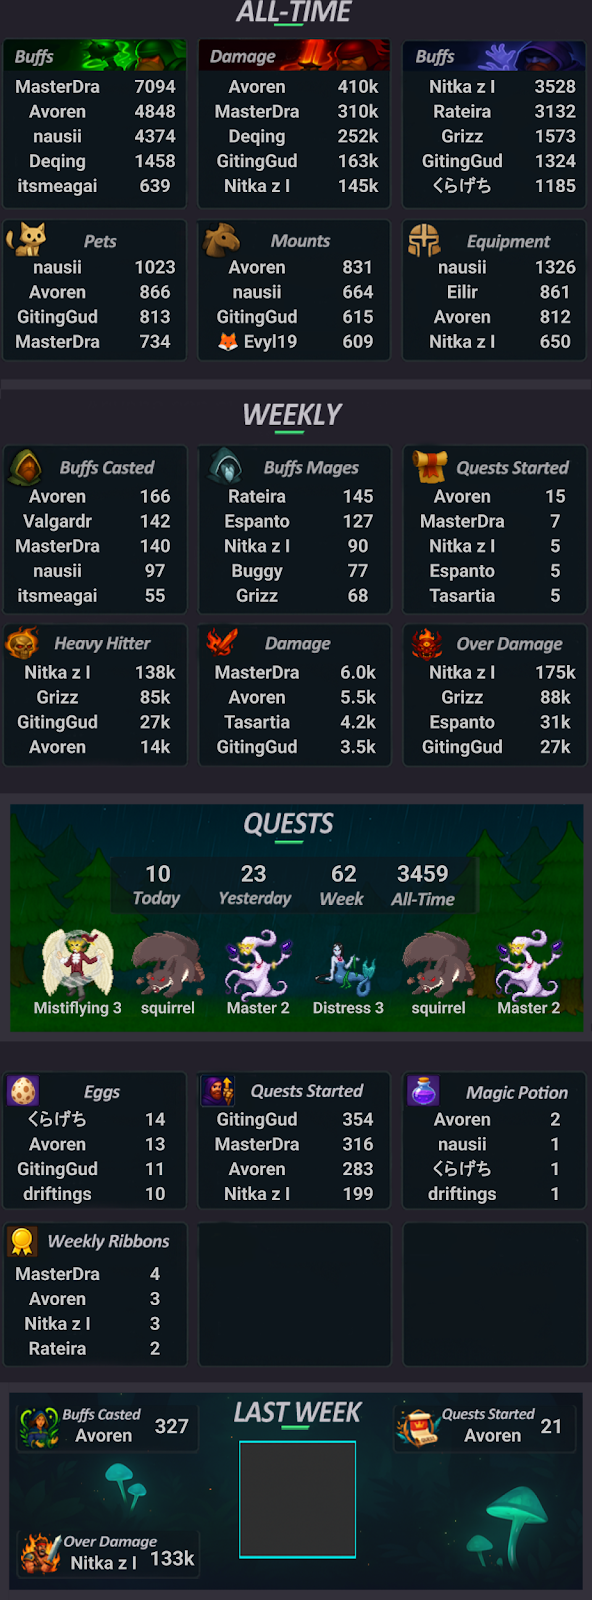 ALL-TIME
Buffs
MasterDra 7094
Avoren 4848
nausii 4374
Deqing 1458
itsmeagai 639
Damage
Avoren 410k
MasterDra 310k
Deqing 252k
GitingGud 163k
Nitka z l 145k
Buffs
Nitka z l 3528
Rateira 3132
Grizz 1573
GitingGud 1324
くらげち 1185
Pets
nausii 1023
Avoren 866
GitingGud 813
MasterDra 734
Mounts
Avoren 831
nausii 664
GitingGud 615
🦊 Evyl19 609
Equipment
nausii 1326
Eilir 861
Avoren 812
Nitka z l 650
WEEKLY
Buffs Casted
Avoren 166
Valgardr 142
MasterDra 140
nausii 97
itsmeagai 55
Buffs Mages
Rateira 145
Espanto 127
Nitka z l 90
Buggy 77
Grizz 68
Quests Started
Avoren 15
MasterDra 7
Nitka z l 5
Espanto 5
Tasartia 5
Heavy Hitter
Nitka z l 138k
Grizz 85k
GitingGud 27k
Avoren 14k
Damage
MasterDra 6.0k
Avoren 5.5k
Tasartia 4.2k
GitingGud 3.5k
Over Damage
Nitka z l 175k
Grizz 88k
Espanto 31k
GitingGud 27k
QUESTS
10 23 62 3459
Today Yesterday Week All-Time
Mistiflying 3 squirrel Master 2 Distress 3 squirrel Master 2
Eggs
くらげち 14
Avoren 13
GitingGud 11
driftings 10
Quests Started
GitingGud 354
MasterDra 316
Avoren 283
Nitka z l 199
Magic Potion
Avoren 2
nausii 1
くらげち 1
driftings 1
Weekly Ribbons
MasterDra 4
Avoren 3
Nitka z l 3
Rateira 2
LAST WEEK
Buffs Casted
Avoren 327
Quests Started
Avoren 21
Over Damage
Nitka z l 133k